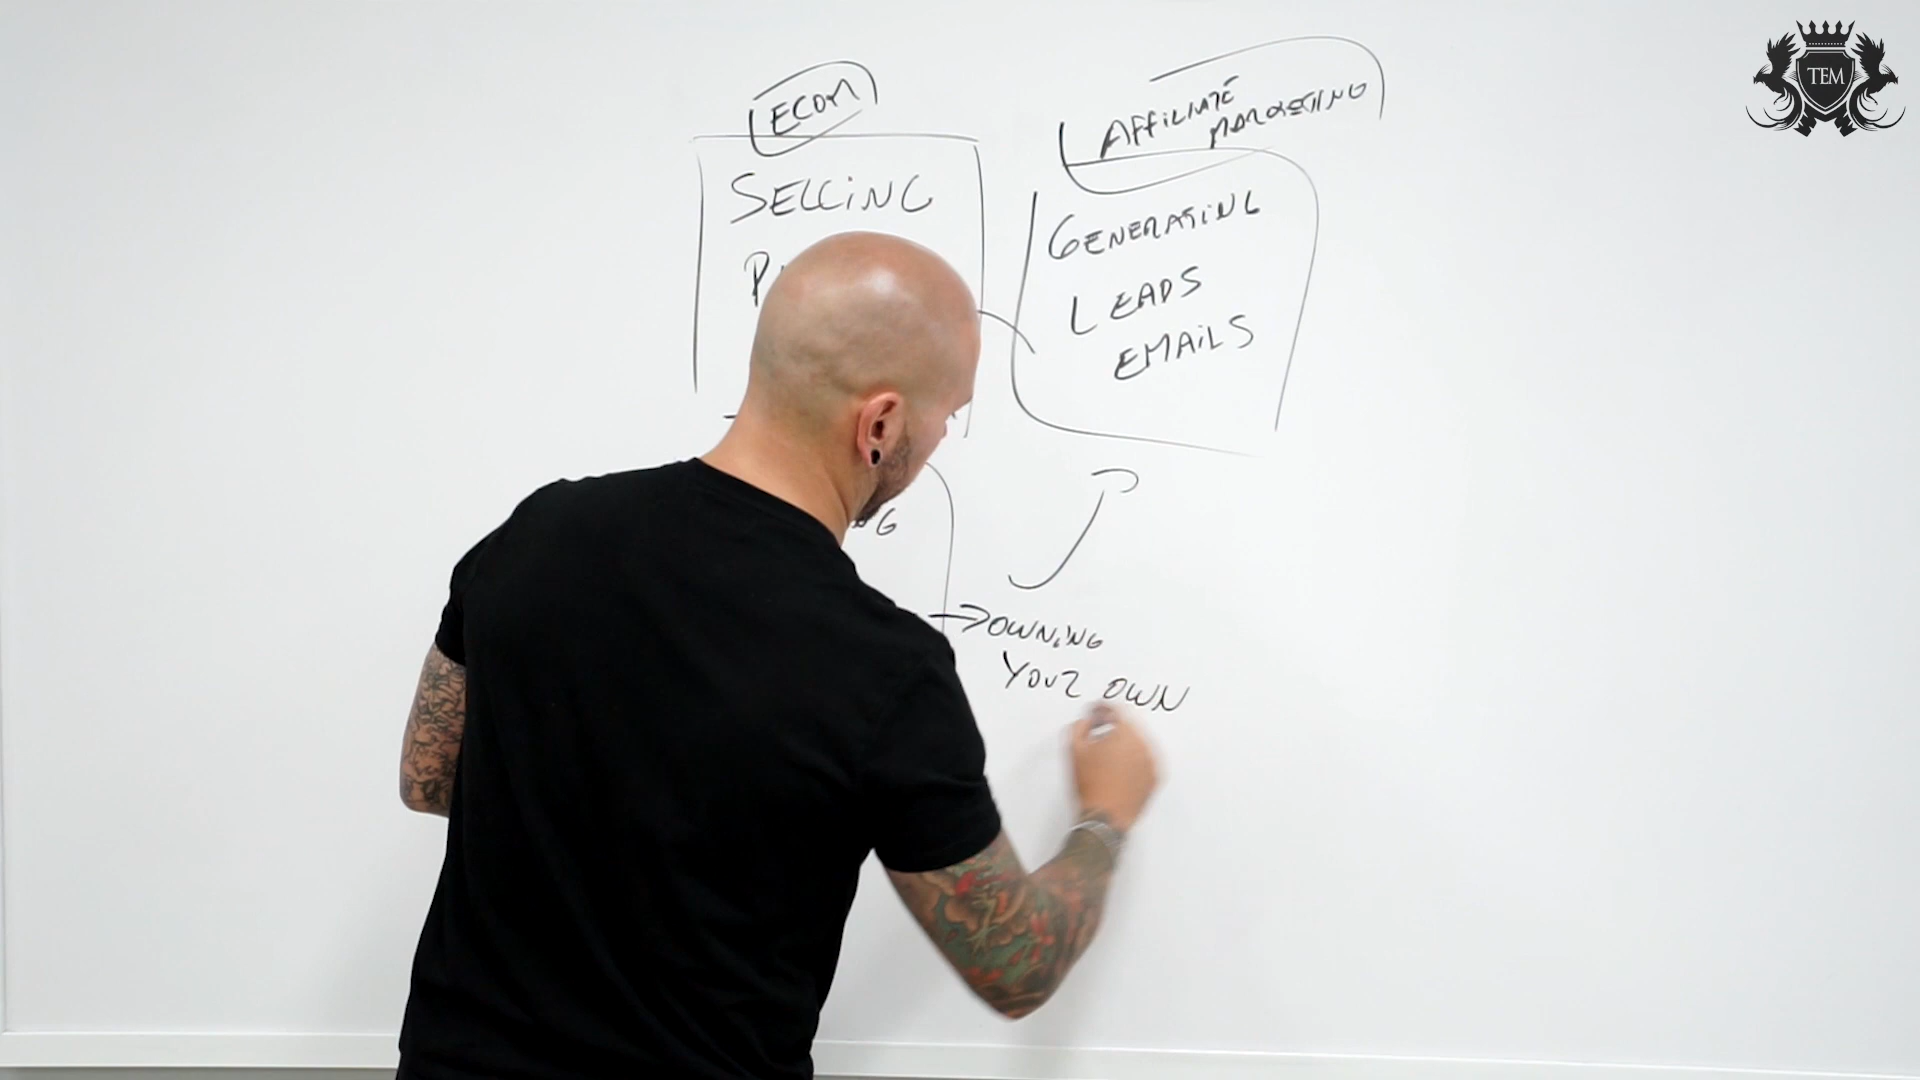 ECOM
SELLING
AFFILIATE
MARKETING
GENERATING
LEADS
EMAILS
OWNING
YOUR OWN
TEM